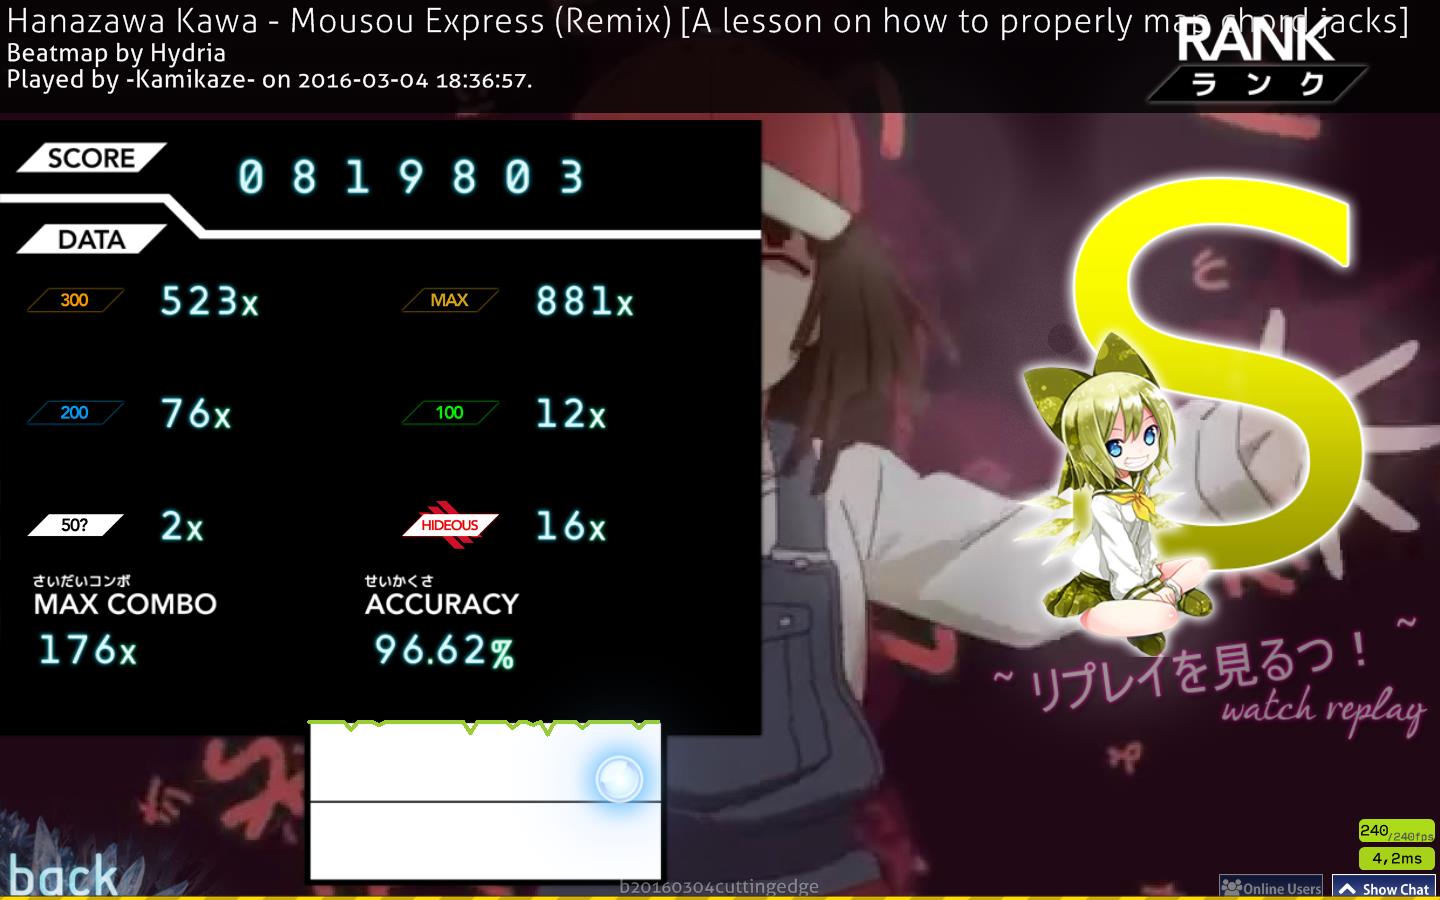 Hanazawa Kawa - Mousou Express (Remix) [A lesson on how to properly map chord jacks]
Beatmap by Hydria
Played by -Kamikaze- on 2016-03-04 18:36:57.
RANK
ランク
SCORE
0819803
DATA
300 523x MAX 881x
200 76x 100 12x
50? 2x HIDEOUS 16x
さいだいコンボ せいかくさ
MAX COMBO ACCURACY
176x 96.62%
S
~ リプレイを見るっ! ~
watch replay
240/240fps
4,2ms
back
b20160304cuttingedge
Online Users
Show Chat